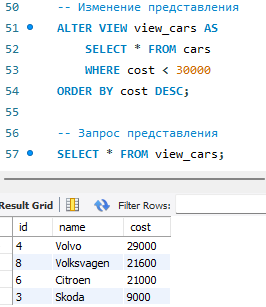 50 -- Изменение представления
51 ALTER VIEW view_cars AS
52 SELECT * FROM cars
53 WHERE cost < 30000
54 ORDER BY cost DESC;
55
56 -- Запрос представления
57 SELECT * FROM view_cars;
Result Grid Filter Rows:
id name cost
4 Volvo 29000
8 Volksvagen 21600
6 Citroen 21000
3 Skoda 9000